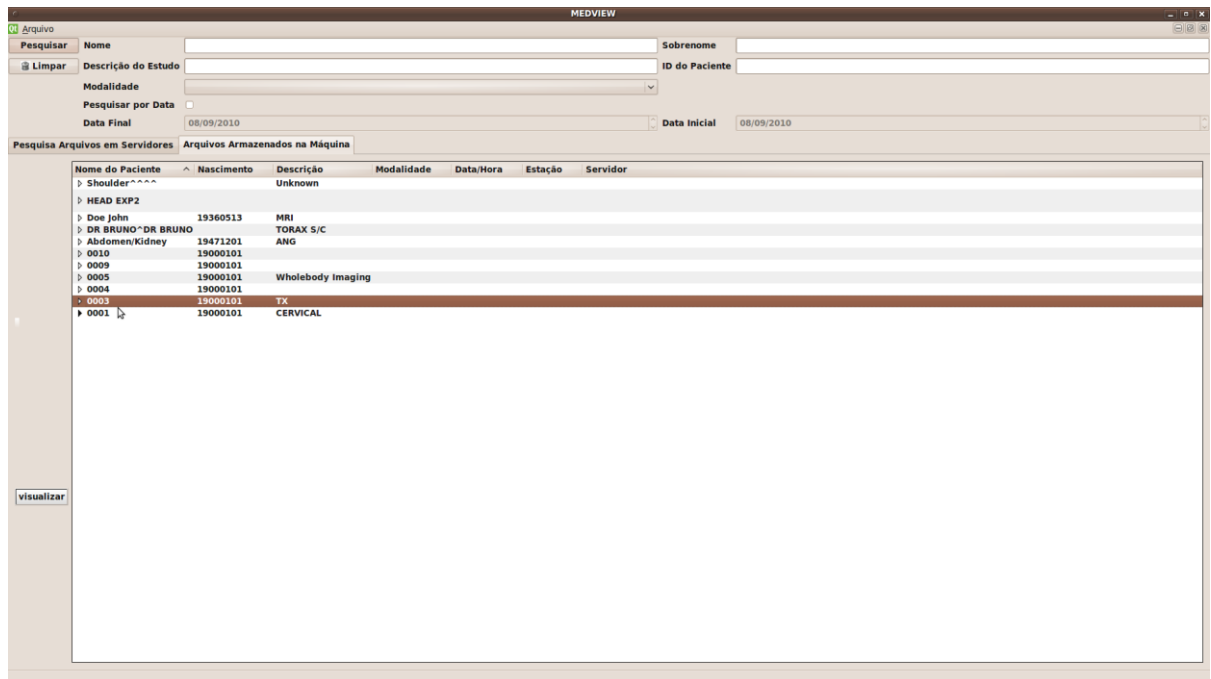 MEDVIEW
Arquivo
Pesquisar Nome Sobrenome
Limpar Descrição do Estudo ID do Paciente
Modalidade
Pesquisar por Data
Data Final 08/09/2010 Data Inicial 08/09/2010
Pesquisa Arquivos em Servidores Arquivos Armazenados na Máquina
Nome do Paciente Nascimento Descrição Modalidade Data/Hora Estação Servidor
Shoulder^^^^ Unknown
HEAD EXP2
Doe John 19360513 MRI
DR BRUNO^DR BRUNO TORAX S/C
Abdomen/Kidney 19471201 ANG
0010 19000101
0009 19000101
0005 19000101 Wholebody Imaging
0004 19000101
0003 19000101 TX
0001 19000101 CERVICAL
visualizar